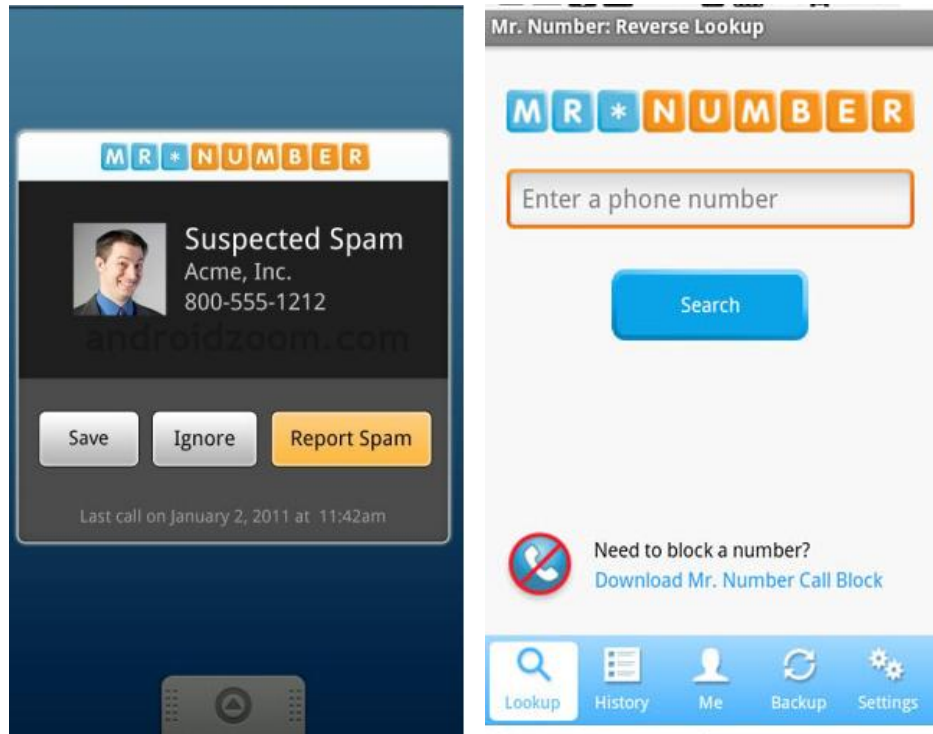 MR*NUMBER
Suspected Spam
Acme, Inc.
800-555-1212
androidzoom.com
Save
Ignore
Report Spam
Last call on January 2, 2011 at 11:42am
Mr. Number: Reverse Lookup
MR*NUMBER
Enter a phone number
Search
Need to block a number?
Download Mr. Number Call Block
Lookup
History
Me
Backup
Settings